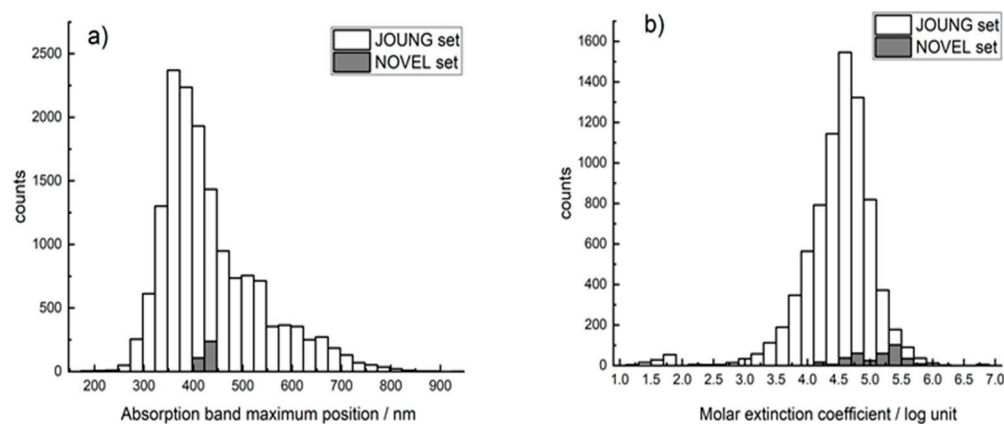 a)
JOUNG set
NOVEL set
2500
2000
1500
1000
500
0
counts
200 300 400 500 600 700 800 900
Absorption band maximum position / nm
b)
JOUNG set
NOVEL set
1600
1400
1200
1000
800
600
400
200
0
counts
1.0 1.5 2.0 2.5 3.0 3.5 4.0 4.5 5.0 5.5 6.0 6.5 7.0
Molar extinction coefficient / log unit